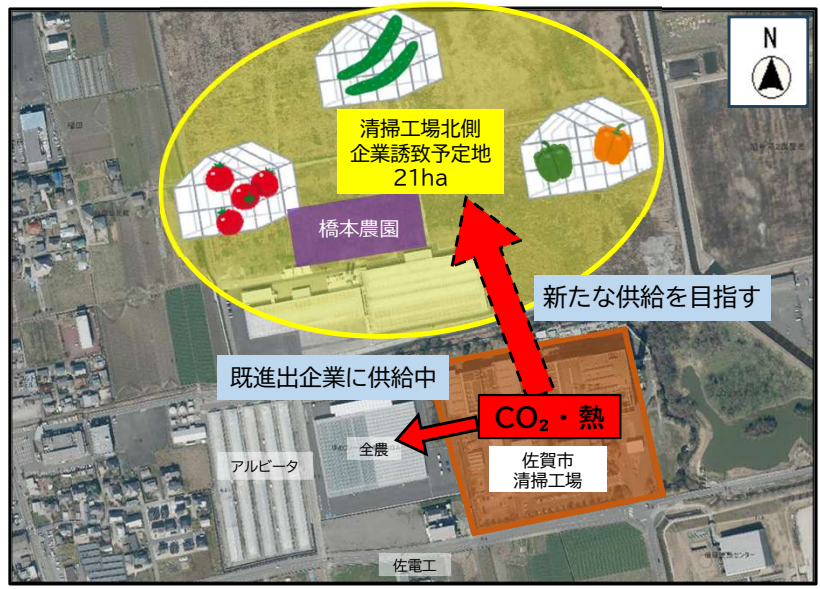 N
清掃工場北側
企業誘致予定地
21ha
橋本農園
新たな供給を目指す
既進出企業に供給中
CO₂・熱
佐賀市
清掃工場
全農
アルビータ
佐電工